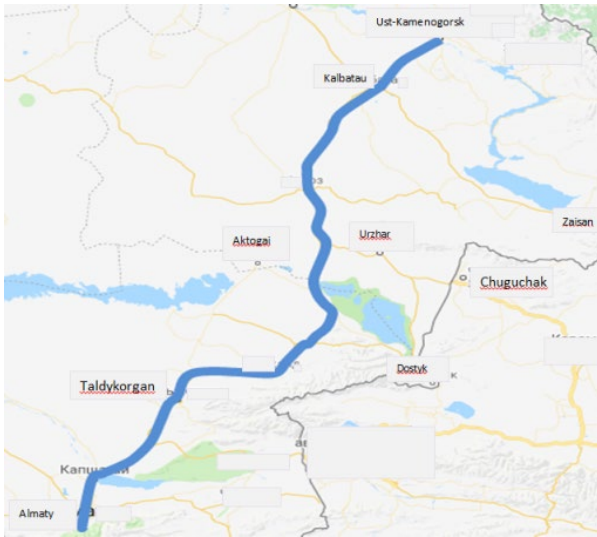 Ust-Kamenogorsk
Kalbatau
Zaisan
Urzhar
Aktogai
Chuguchak
Dostyk
Taldykorgan
Almaty